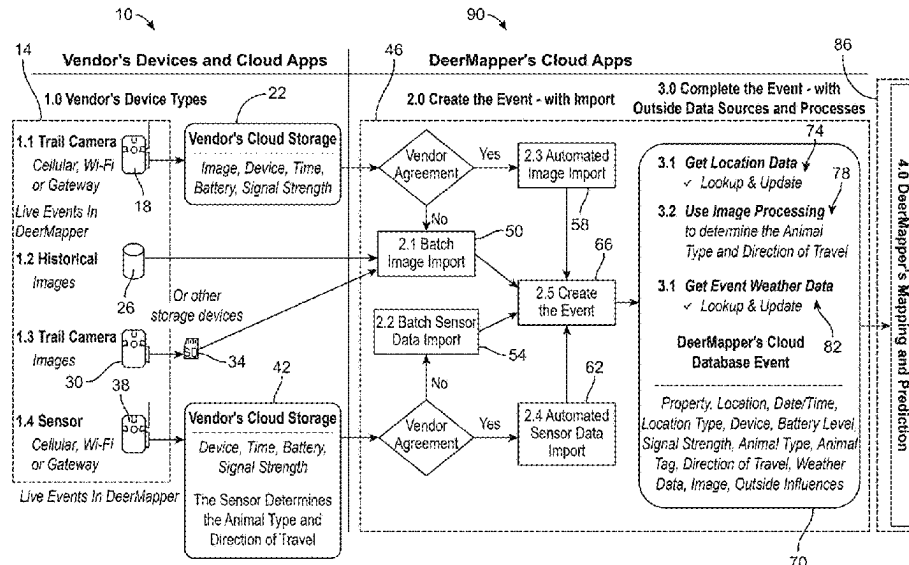 10
90
14
46
86
Vendor's Devices and Cloud Apps
DeerMapper's Cloud Apps
1.0 Vendor's Device Types
22
2.0 Create the Event - with Import
3.0 Complete the Event - with
Outside Data Sources and Processes
1.1 Trail Camera
Cellular, Wi-Fi
or Gateway
18
Live Events In
DeerMapper
Vendor's Cloud Storage
Image, Device, Time,
Battery, Signal Strength
Vendor
Agreement
Yes
No
2.3 Automated
Image Import
58
74
3.1 Get Location Data
✓ Lookup & Update
78
3.2 Use Image Processing
to determine the Animal
Type and Direction of Travel
3.1 Get Event Weather Data
✓ Lookup & Update
82
1.2 Historical
Images
26
2.1 Batch
Image Import
50
66
Or other
storage devices
2.5 Create
the Event
1.3 Trail Camera
Images
30
SD
34
2.2 Batch Sensor
Data Import
54
DeerMapper's Cloud
Database Event
38
42
62
No
1.4 Sensor
Cellular, Wi-Fi
or Gateway
Live Events In DeerMapper
Vendor's Cloud Storage
Device, Time, Battery,
Signal Strength
The Sensor Determines
the Animal Type and
Direction of Travel
Vendor
Agreement
Yes
2.4 Automated
Sensor Data
Import
Property, Location, Date/Time,
Location Type, Device, Battery Level,
Signal Strength, Animal Type, Animal
Tag, Direction of Travel, Weather
Data, Image, Outside Influences
70
4.0 DeerMapper's Mapping and Prediction